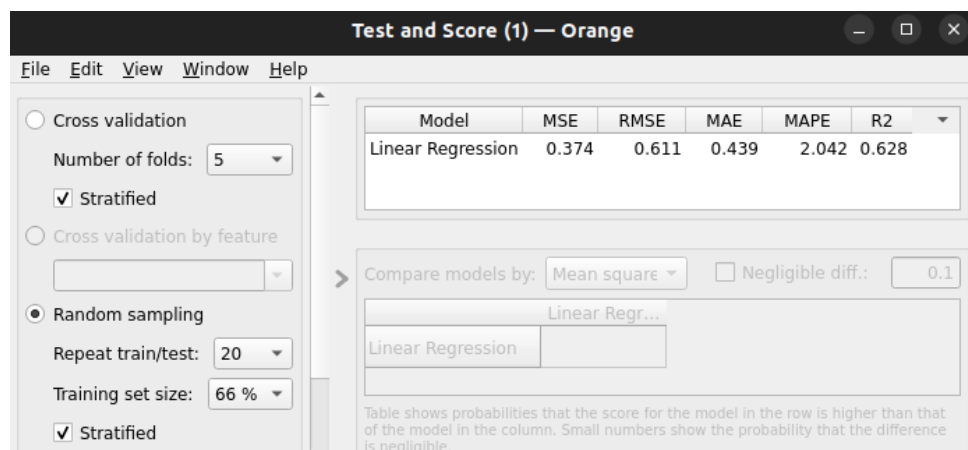 Test and Score (1) — Orange
File Edit View Window Help
Cross validation
Number of folds: 5
Stratified
Cross validation by feature
Random sampling
Repeat train/test: 20
Training set size: 66 %
Stratified
Model MSE RMSE MAE MAPE R2
Linear Regression 0.374 0.611 0.439 2.042 0.628
Compare models by: Mean square Negligible diff.: 0.1
Linear Regr...
Linear Regression
Table shows probabilities that the score for the model in the row is higher than that
of the model in the column. Small numbers show the probability that the difference
is negligible.